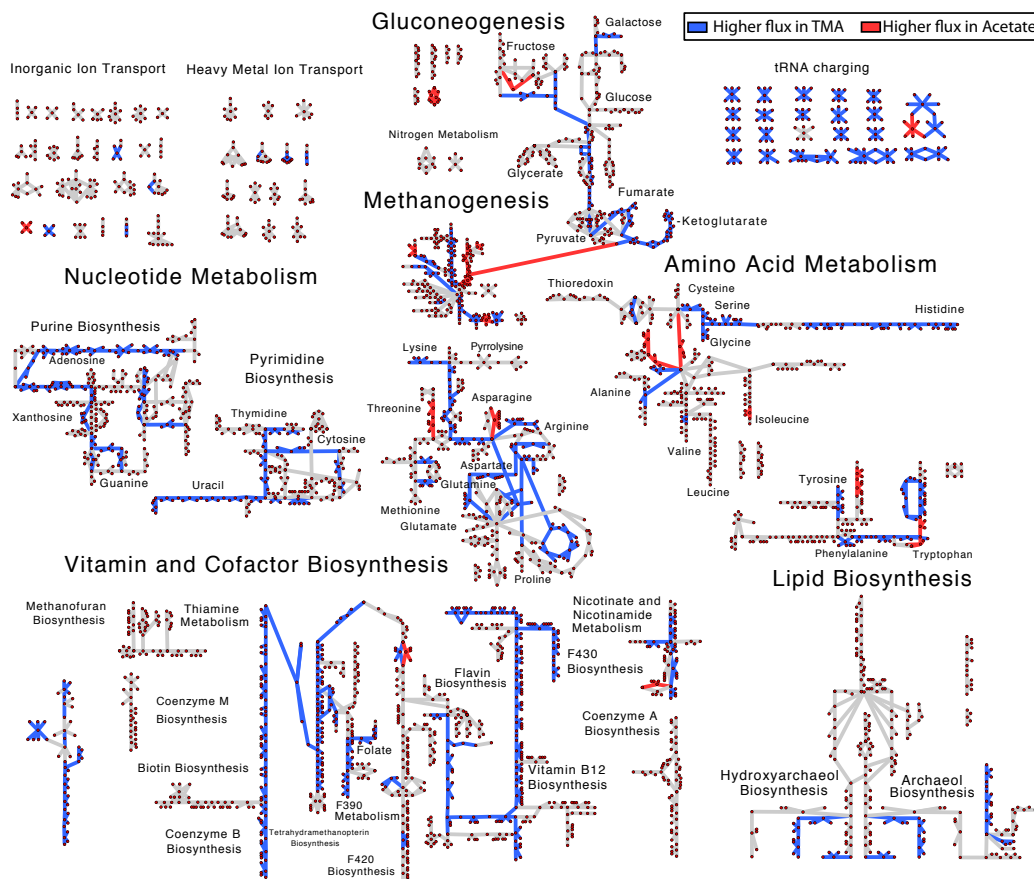 Gluconeogenesis
Galactose
Higher flux in TMA
Higher flux in Acetate
Fructose
Inorganic Ion Transport
Heavy Metal Ion Transport
tRNA charging
Glucose
Nitrogen Metabolism
Glycerate
Fumarate
Methanogenesis
-Ketoglutarate
Pyruvate
Nucleotide Metabolism
Amino Acid Metabolism
Thioredoxin
Cysteine
Serine
Histidine
Glycine
Purine Biosynthesis
Adenosine
Pyrimidine
Biosynthesis
Lysine
Pyrrolysine
Alanine
Xanthosine
Thymidine
Threonine
Asparagine
Isoleucine
Cytosine
Arginine
Valine
Guanine
Uracil
Aspartate
Glutamine
Leucine
Tyrosine
Methionine
Glutamate
Phenylalanine
Tryptophan
Proline
Vitamin and Cofactor Biosynthesis
Lipid Biosynthesis
Methanofuran
Biosynthesis
Thiamine
Metabolism
Nicotinate and
Nicotinamide
Metabolism
F430
Biosynthesis
Flavin
Biosynthesis
Coenzyme M
Biosynthesis
Coenzyme A
Biosynthesis
Folate
Biotin Biosynthesis
Vitamin B12
Biosynthesis
Hydroxyarchaeol
Biosynthesis
Archaeol
Biosynthesis
F390
Metabolism
Coenzyme B
Biosynthesis
Tetrahydramethanopterin
Biosynthesis
F420
Biosynthesis